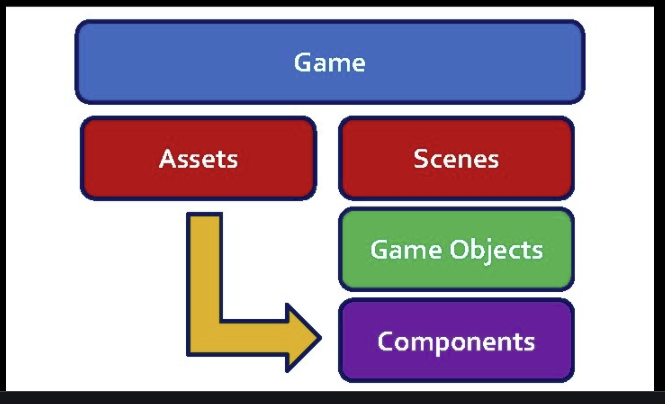 Game
Assets
Scenes
Game Objects
Components